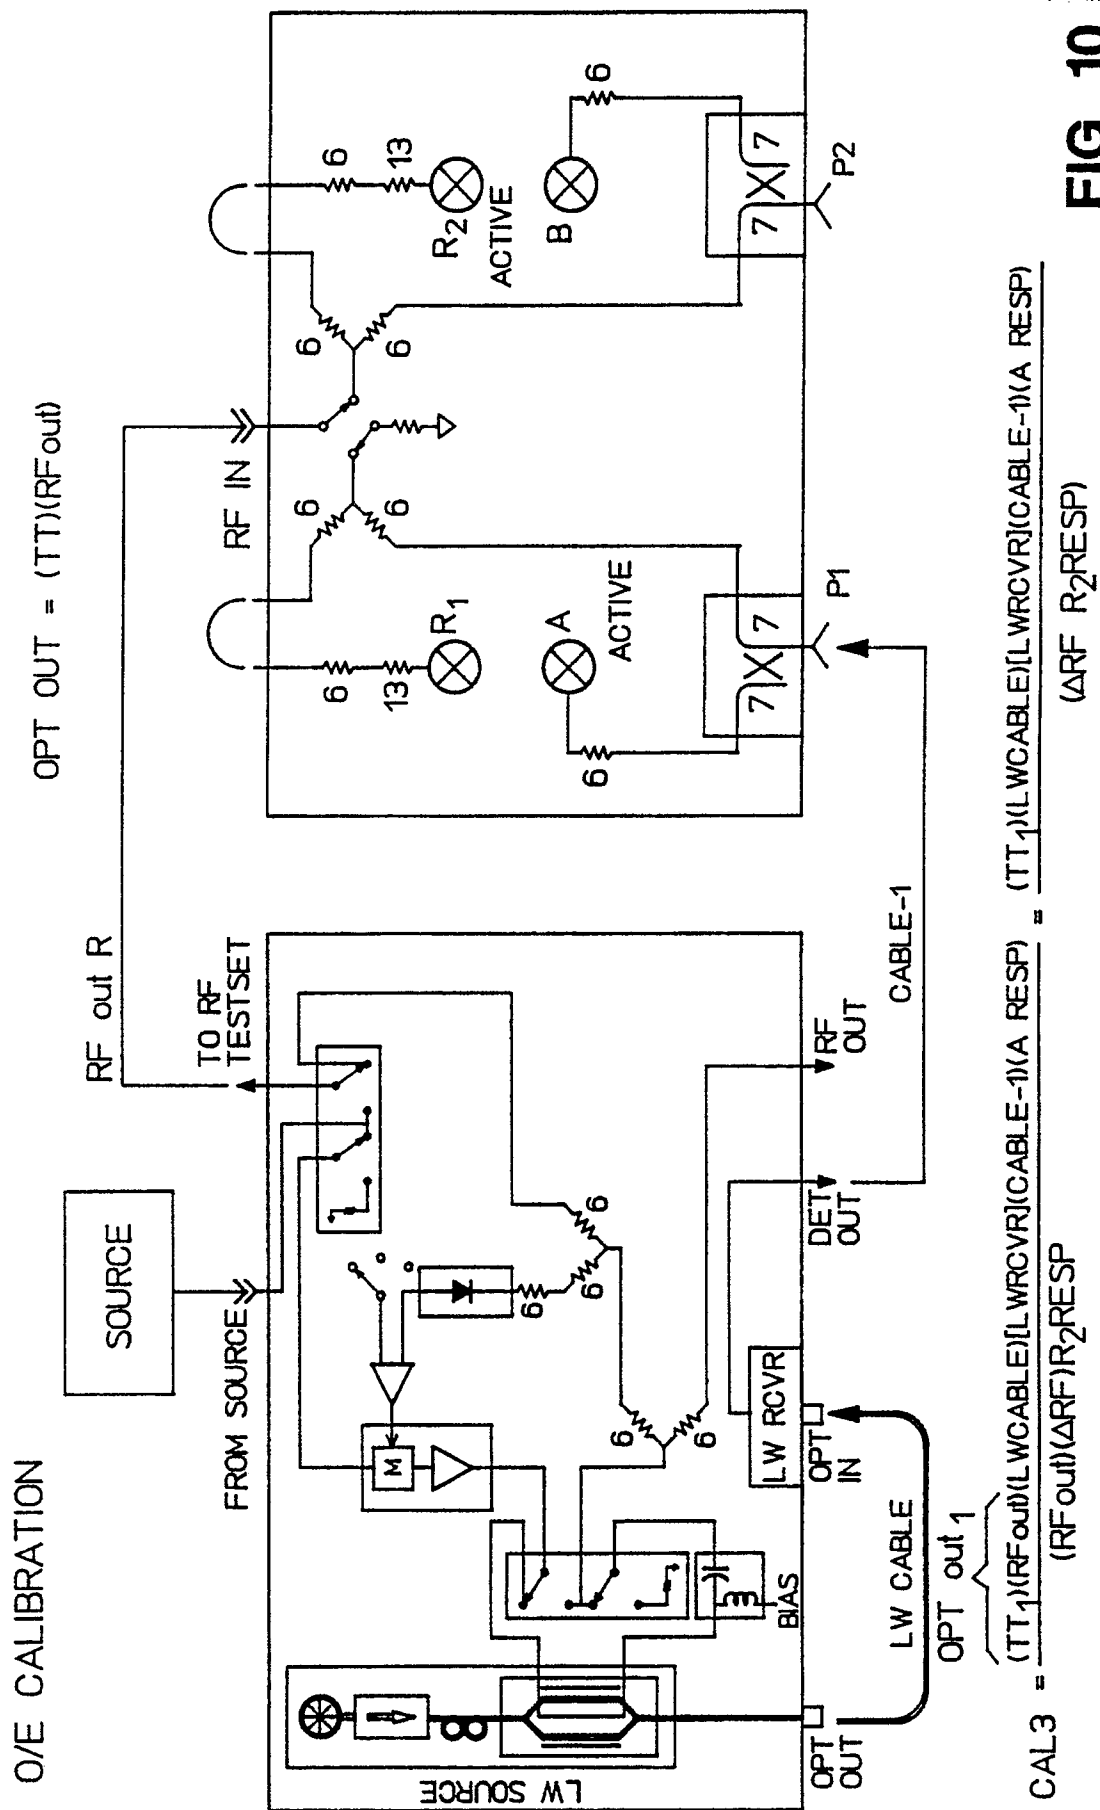 O/E CALIBRATION
OPT OUT = (TT)(RFout)
SOURCE
RF out R
FROM SOURCE
TO RF
TESTSET
RF IN
M
6
6
6
6
6
LW SOURCE
BIAS
LW RCVR
OPT
OUT
OPT
IN
DET
OUT
RF
OUT
LW CABLE
OPT out1
CABLE-1
6
13
R1
A
ACTIVE
6
6
6
7
7
P1
6
6
6
13
R2
ACTIVE
B
6
7
7
P2
CAL3 = (TT1)(RFout)(LWCABLE)[LWRCVR](CABLE-1)(A RESP) = (TT1)(LWCABLE)[LWRCVR](CABLE-1)(A RESP)
(RFout)(ΔRF)R2RESP
(ΔRF R2RESP)
FIG 10